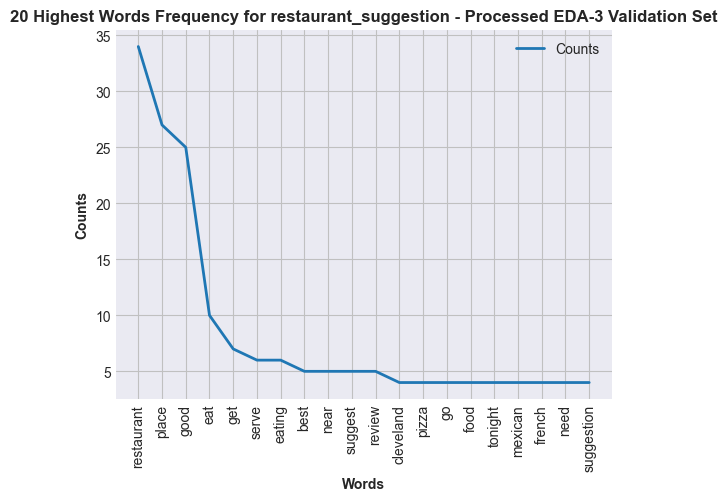 20 Highest Words Frequency for restaurant_suggestion - Processed EDA-3 Validation Set
Counts
35
30
25
20
15
10
5
Counts
restaurant
place
good
eat
get
serve
eating
best
near
suggest
review
cleveland
pizza
go
food
tonight
mexican
french
need
suggestion
Words